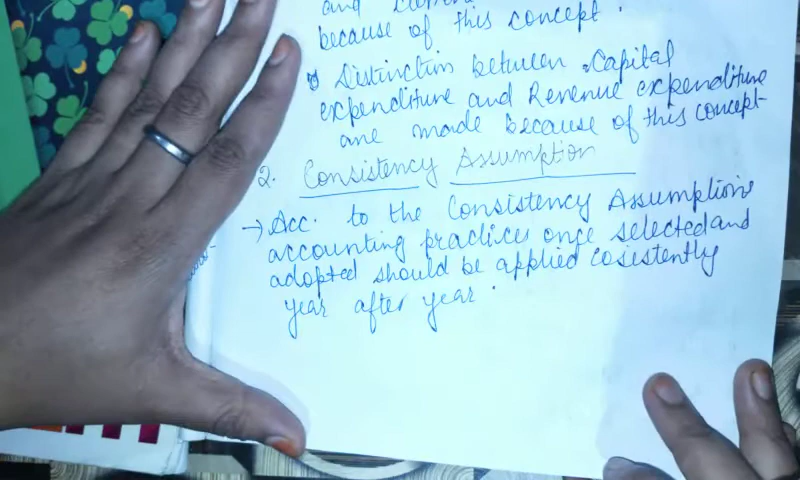 and
because of this concept.
Distinction between Capital
expenditure and Revenue expenditure
are made because of this concept
2. Consistency Assumption
→ Acc. to the Consistency Assumption
accounting practices once selected and
adopted should be applied cosistently
year after year.